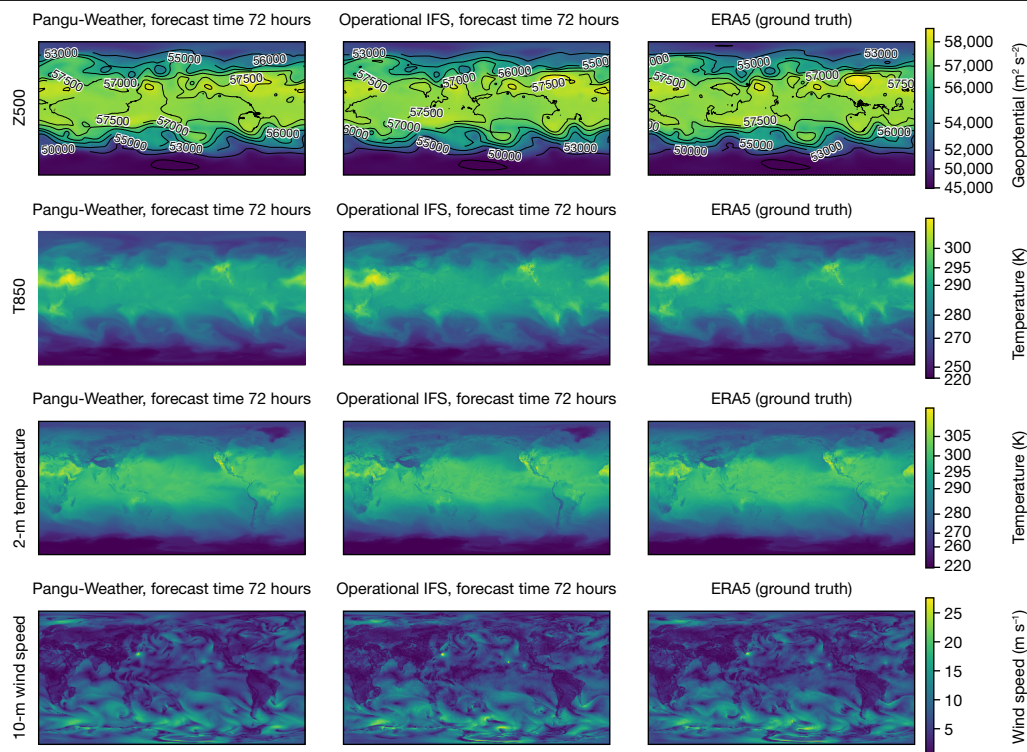 Pangu-Weather, forecast time 72 hours
Operational IFS, forecast time 72 hours
ERA5 (ground truth)
Z500
53000
55000
56000
57500
57500
57500
57000
56000
50000
55000
53000
53000
55000
5500
56000
57000
57500
57500
57500
57000
55000
50000
53000
53000
55000
57000
57500
5750
57500
50000
55000
53000
56000
58,000
57,000
56,000
54,000
52,000
50,000
45,000
Geopotential (m² s⁻²)
Pangu-Weather, forecast time 72 hours
Operational IFS, forecast time 72 hours
ERA5 (ground truth)
T850
300
295
290
280
270
250
220
Temperature (K)
Pangu-Weather, forecast time 72 hours
Operational IFS, forecast time 72 hours
ERA5 (ground truth)
2-m temperature
305
295
290
280
270
260
220
Temperature (K)
Pangu-Weather, forecast time 72 hours
Operational IFS, forecast time 72 hours
ERA5 (ground truth)
10-m wind speed
25
20
15
10
5
Wind speed (m s⁻¹)